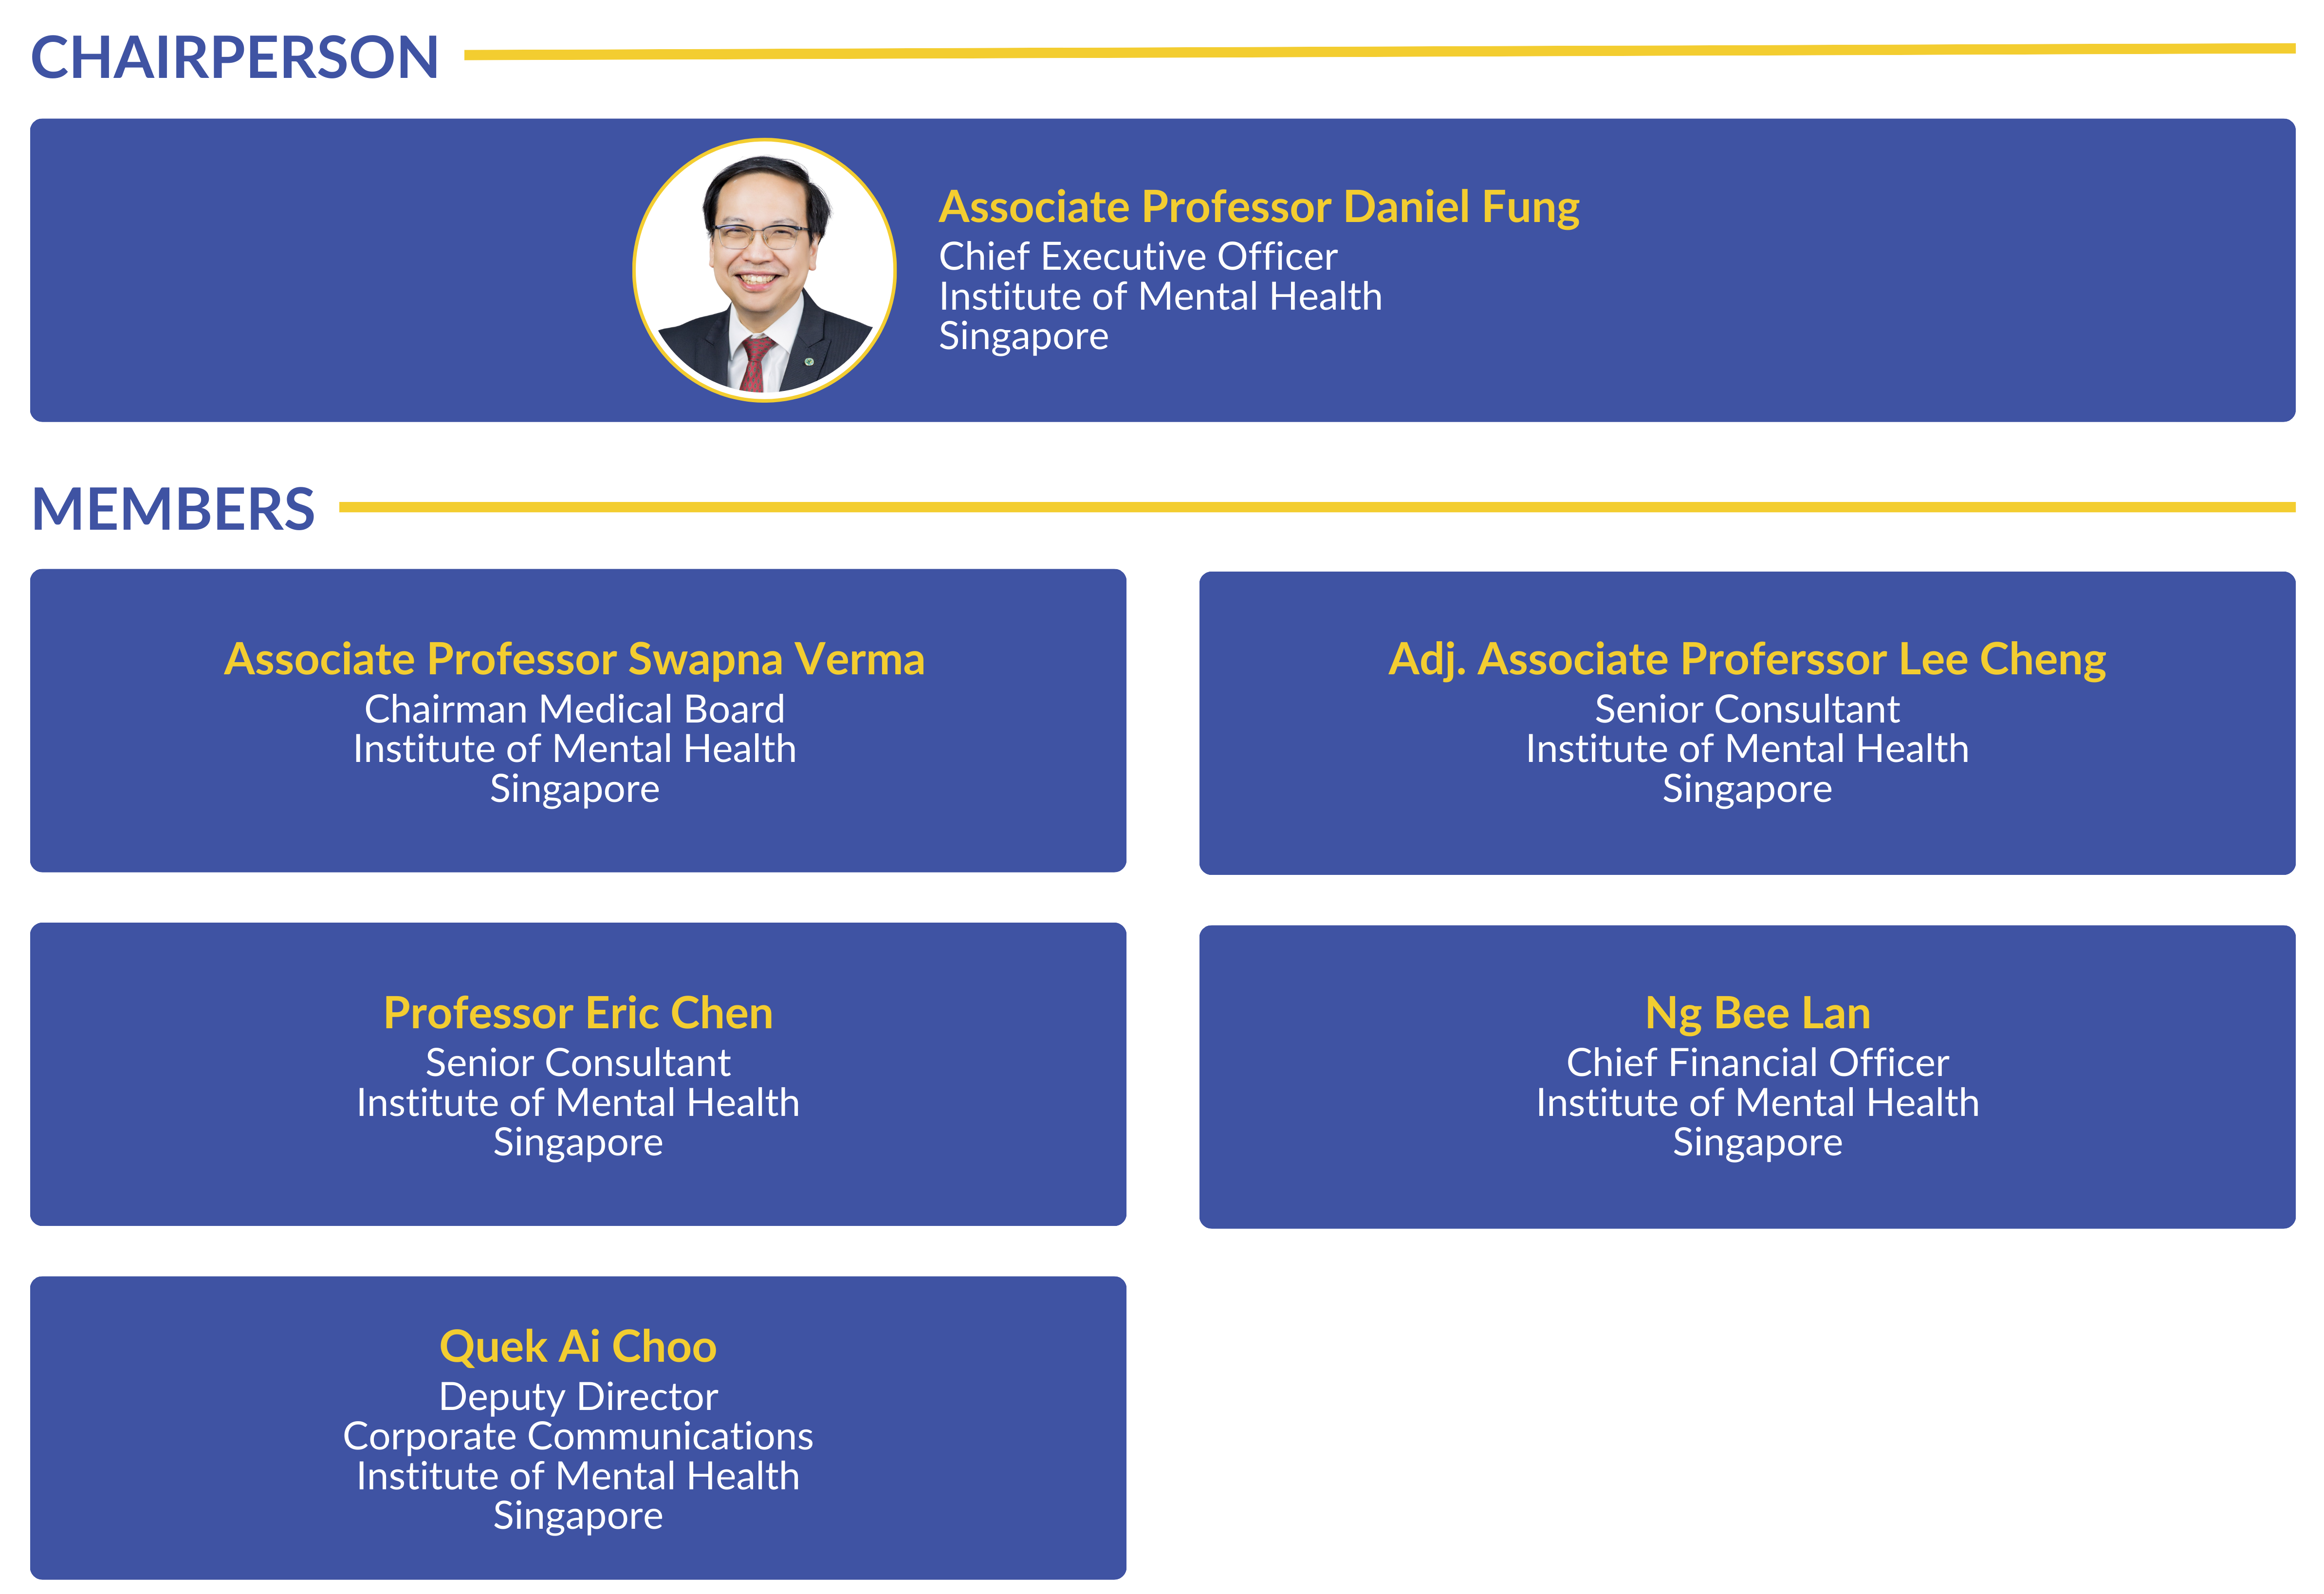 CHAIRPERSON
Associate Professor Daniel Fung
Chief Executive Officer
Institute of Mental Health
Singapore
MEMBERS
Associate Professor Swapna Verma
Chairman Medical Board
Institute of Mental Health
Singapore
Adj. Associate Proferssor Lee Cheng
Senior Consultant
Institute of Mental Health
Singapore
Professor Eric Chen
Senior Consultant
Institute of Mental Health
Singapore
Ng Bee Lan
Chief Financial Officer
Institute of Mental Health
Singapore
Quek Ai Choo
Deputy Director
Corporate Communications
Institute of Mental Health
Singapore